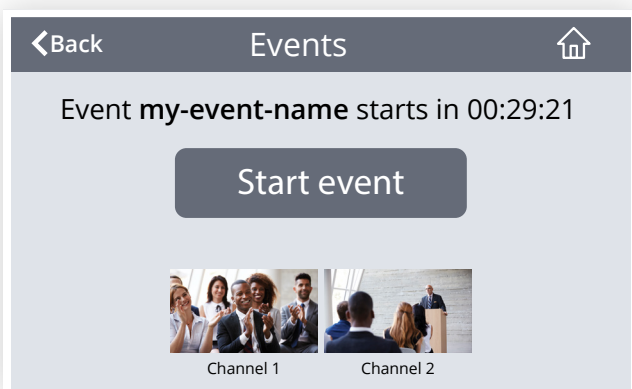 Back Events
Event my-event-name starts in 00:29:21
Start event
Channel 1 Channel 2